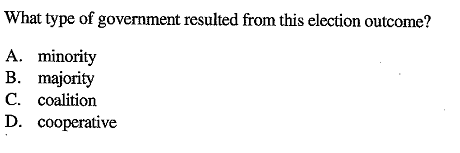 What type of government resulted from this election outcome?
A. minority
B. majority
C. coalition
D. cooperative